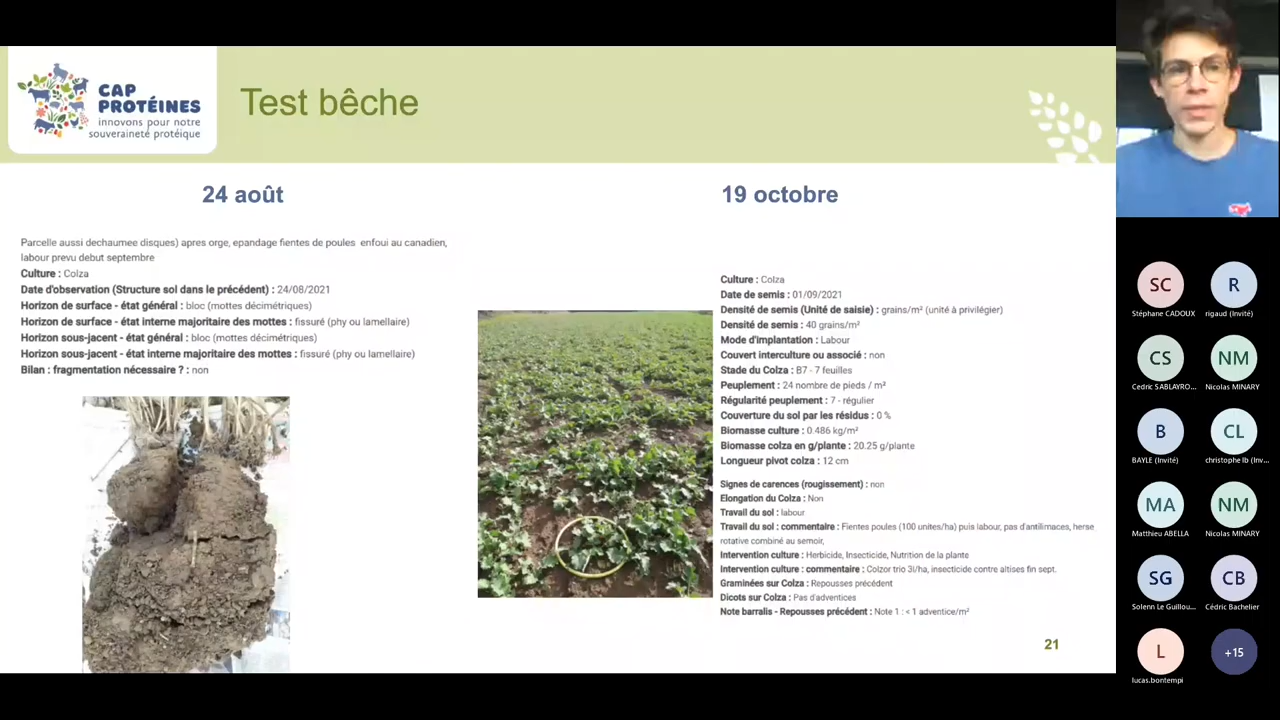 CAP
PROTÉINES
innovons pour notre
souveraineté protéique
Test bêche
24 août
Parcelle aussi dechaumee disques) apres orge, epandage fientes de poules enfoui au canadien,
labour prevu debut septembre
Culture : Colza
Date d'observation (Structure sol dans le précédent) : 24/08/2021
Horizon de surface - état général : bloc (mottes décimétriques)
Horizon de surface - état interne majoritaire des mottes : fissuré (phy ou lamellaire)
Horizon sous-jacent - état général : bloc (mottes décimétriques)
Horizon sous-jacent - état interne majoritaire des mottes : fissuré (phy ou lamellaire)
Bilan : fragmentation nécessaire ? : non
19 octobre
Culture : Colza
Date de semis : 01/09/2021
Densité de semis (Unité de saisie) : grains/m² (unité à privilégier)
Densité de semis : 40 grains/m²
Mode d'implantation : Labour
Couvert interculture ou associé : non
Stade du Colza : B7 - 7 feuilles
Peuplement : 24 nombre de pieds / m²
Régularité peuplement : 7 - régulier
Couverture du sol par les résidus : 0 %
Biomasse culture : 0.486 kg/m²
Biomasse colza en g/plante : 20.25 g/plante
Longueur pivot colza : 12 cm
Signes de carences (rougissement) : non
Elongation du Colza : Non
Travail du sol : labour
Travail du sol : commentaire : Fientes poules (100 unites/ha) puis labour, pas d'antilimaces, herse
rotative combiné au semoir,
Intervention culture : Herbicide, Insecticide, Nutrition de la plante
Intervention culture : commentaire : Colzor trio 3l/ha, insecticide contre altises fin sept.
Graminées sur Colza : Repousses précédent
Dicots sur Colza : Pas d'adventices
Note barralis - Repousses précédent : Note 1 : < 1 adventice/m²
21
SC
Stéphane CADOUX
R
rigaud (Invité)
CS
Cedric SABLAYRO...
NM
Nicolas MINARY
B
BAYLE (Invité)
CL
christophe lb (Inv...
MA
Matthieu ABELLA
NM
Nicolas MINARY
SG
Solenn Le Guillou...
CB
Cédric Bachelier
L
lucas.bontempi
+15